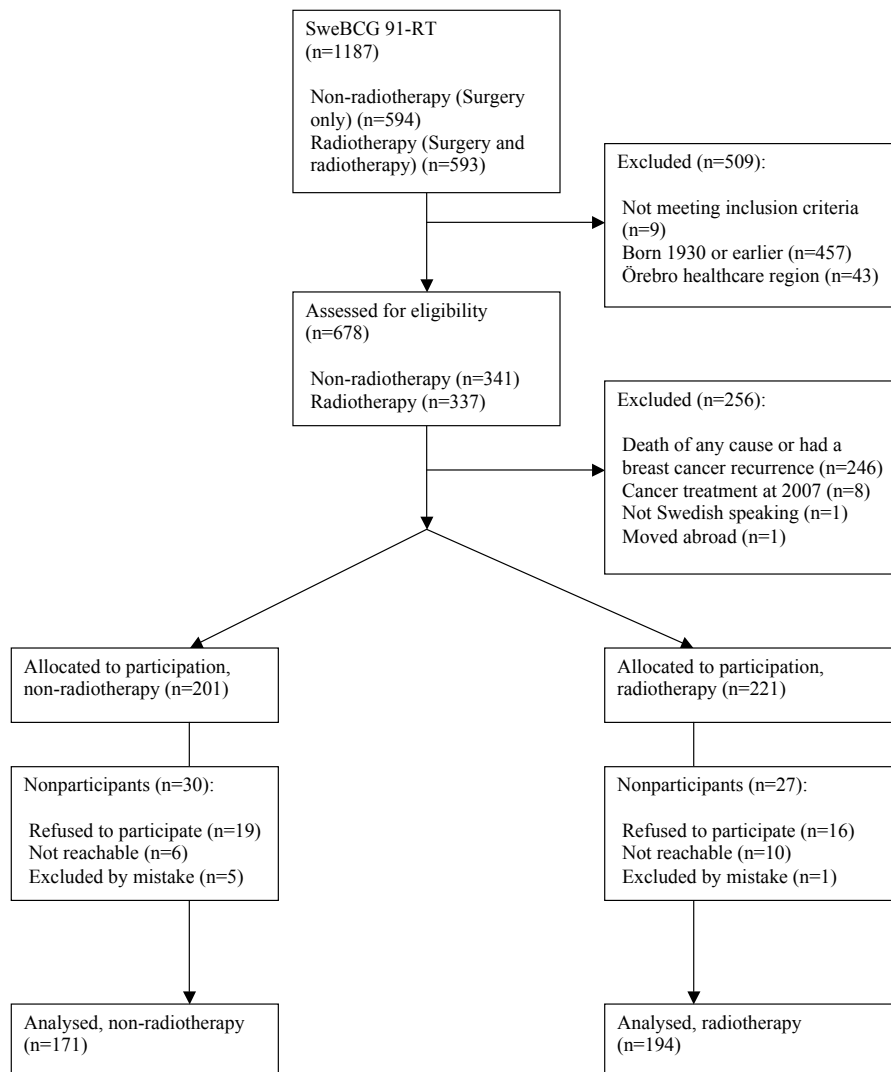 SweBCG 91-RT
(n=1187)
Non-radiotherapy (Surgery
only) (n=594)
Radiotherapy (Surgery and
radiotherapy) (n=593)
Excluded (n=509):
Not meeting inclusion criteria
(n=9)
Born 1930 or earlier (n=457)
Örebro healthcare region (n=43)
Assessed for eligibility
(n=678)
Non-radiotherapy (n=341)
Radiotherapy (n=337)
Excluded (n=256):
Death of any cause or had a
breast cancer recurrence (n=246)
Cancer treatment at 2007 (n=8)
Not Swedish speaking (n=1)
Moved abroad (n=1)
Allocated to participation,
non-radiotherapy (n=201)
Allocated to participation,
radiotherapy (n=221)
Nonparticipants (n=30):
Refused to participate (n=19)
Not reachable (n=6)
Excluded by mistake (n=5)
Nonparticipants (n=27):
Refused to participate (n=16)
Not reachable (n=10)
Excluded by mistake (n=1)
Analysed, non-radiotherapy
(n=171)
Analysed, radiotherapy
(n=194)